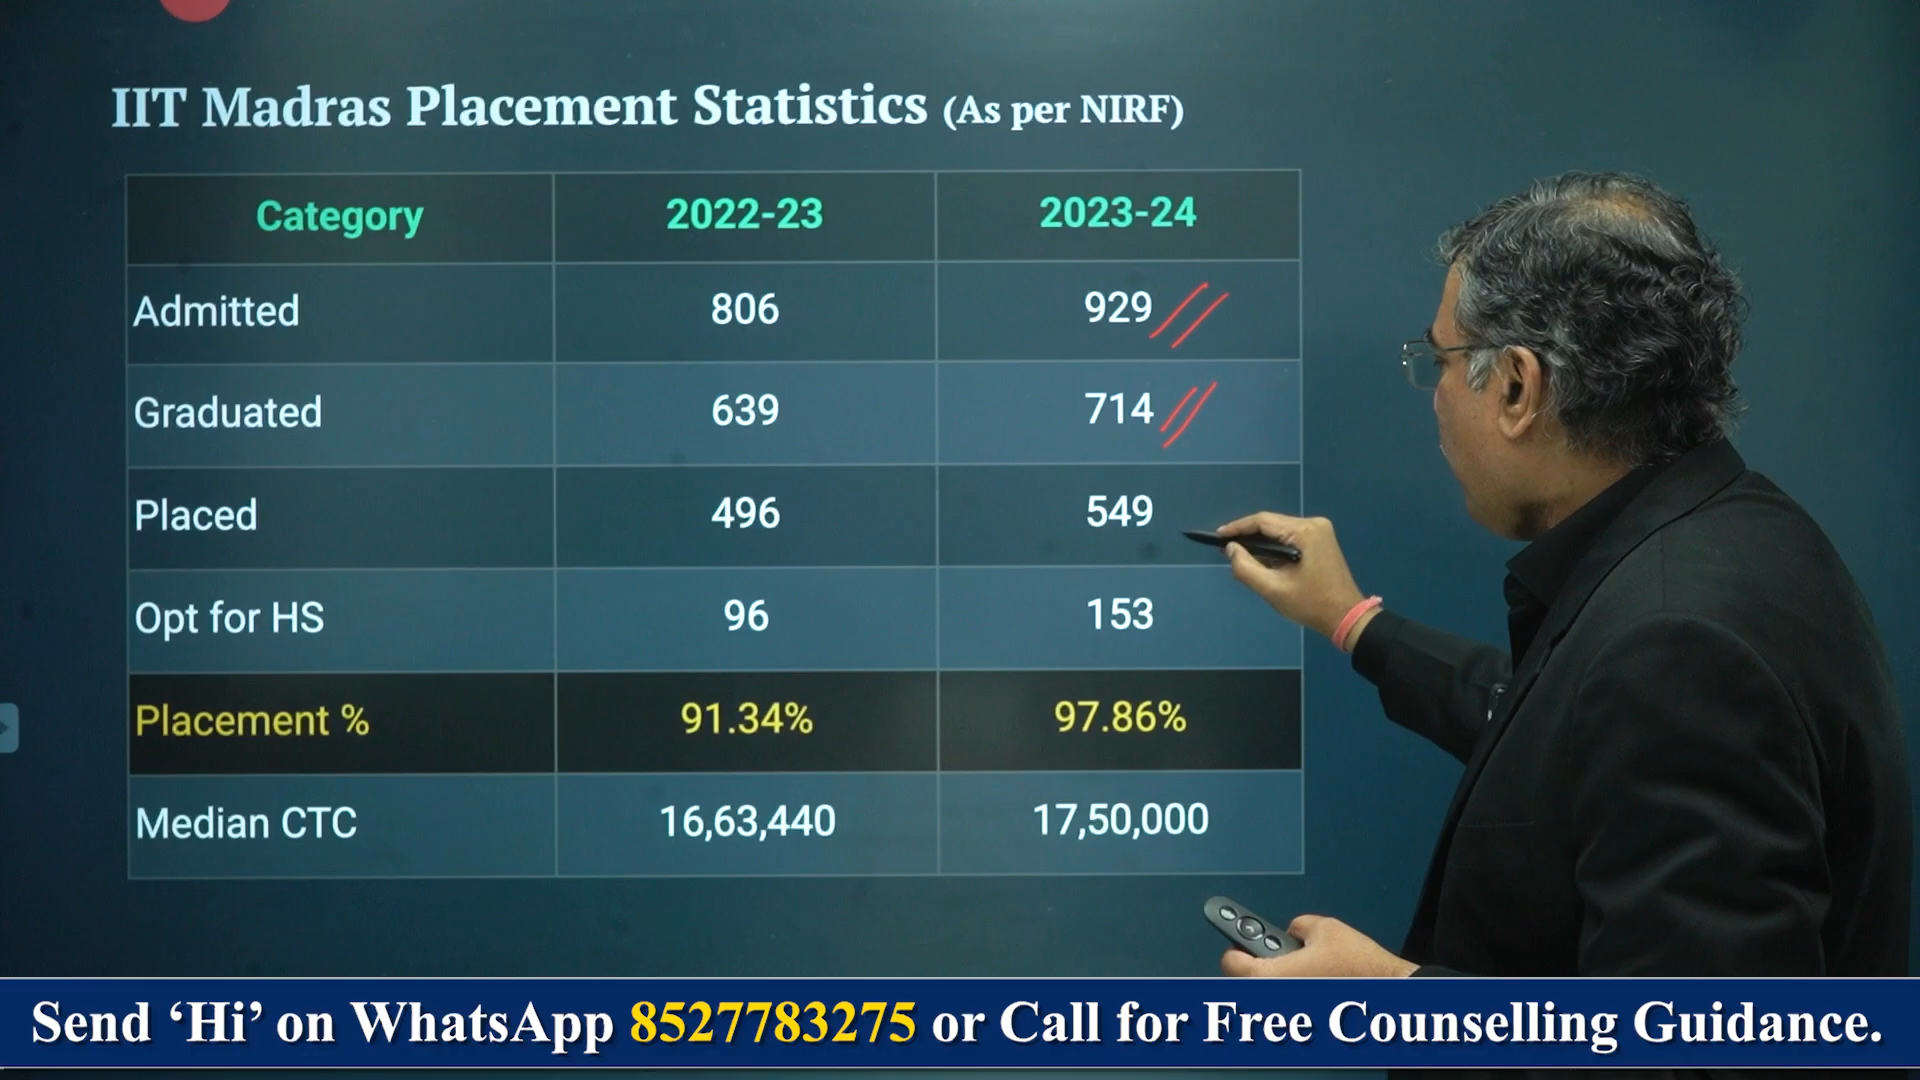 IIT Madras Placement Statistics (As per NIRF)
Category 2022-23 2023-24
Admitted 806 929
Graduated 639 714
Placed 496 549
Opt for HS 96 153
Placement % 91.34% 97.86%
Median CTC 16,63,440 17,50,000
Send ‘Hi’ on WhatsApp 8527783275 or Call for Free Counselling Guidance.